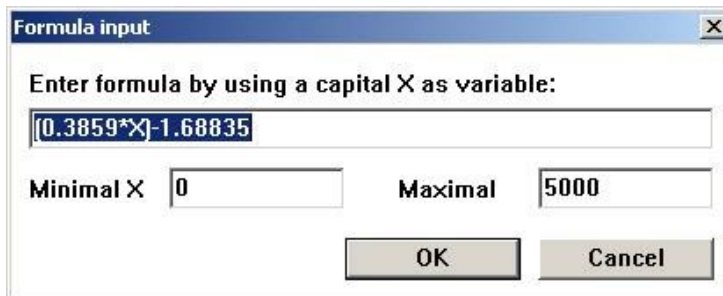 Formula input
Enter formula by using a capital X as variable:
(0.3859*X)-1.68835
Minimal X 0 Maximal 5000
OK Cancel